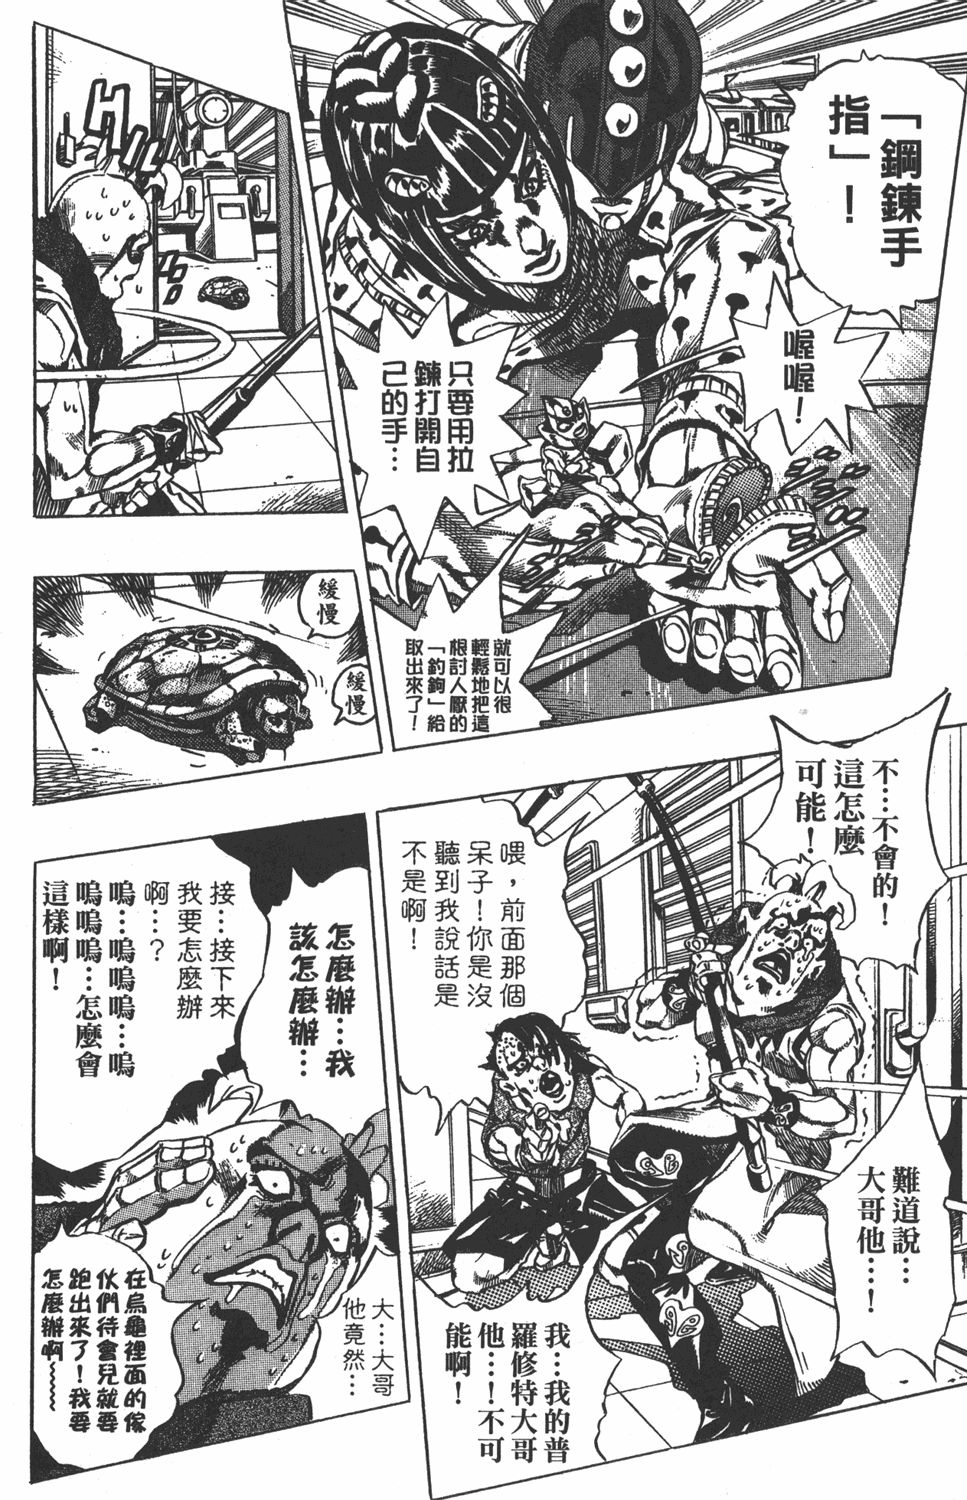 「鋼鍊手
指」！
喔
喔！
只要用拉
鍊打開自
己的手…
就可以很
輕鬆地把這
根討人厭的
「釣鉤」給
取出來了！
緩慢
緩慢
不…不會的！
這怎麼
可能！
難道說…
大哥他…！
喂，前面那個
呆子！你是沒
聽到我說話是
不是啊！
我…我的普
羅修特大哥
他…！不可
能啊！
怎麼辦…我
該怎麼辦…
接…接下來
我要怎麼辦
啊…？
嗚…嗚嗚嗚…嗚
嗚嗚嗚…怎麼會
這樣啊！
大…大哥
他竟然…
在烏龜裡面的傢
伙們待會兒就要
跑出來了！我要
怎麼辦啊～～～